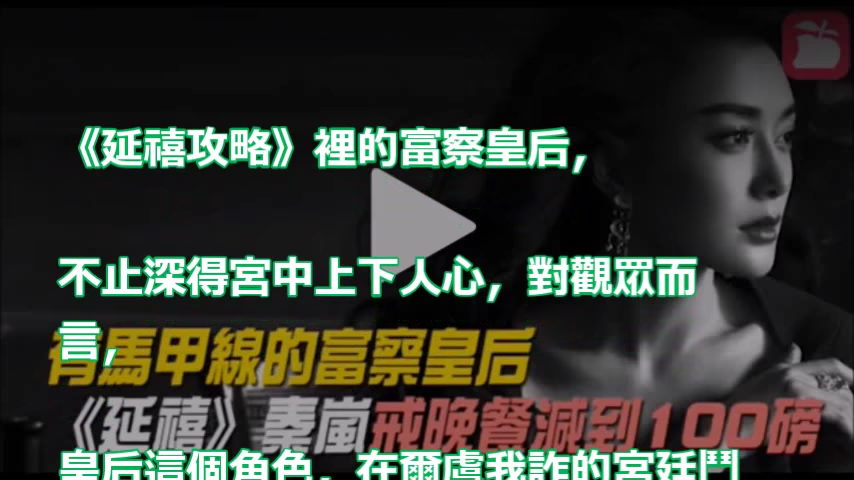 《延禧攻略》裡的富察皇后，
不止深得宮中上下人心，對觀眾而
言，
有馬甲線的富察皇后
《延禧》秦嵐戒晚餐減到100磅
皇后這個角色，在爾虞我詐的宮廷鬥